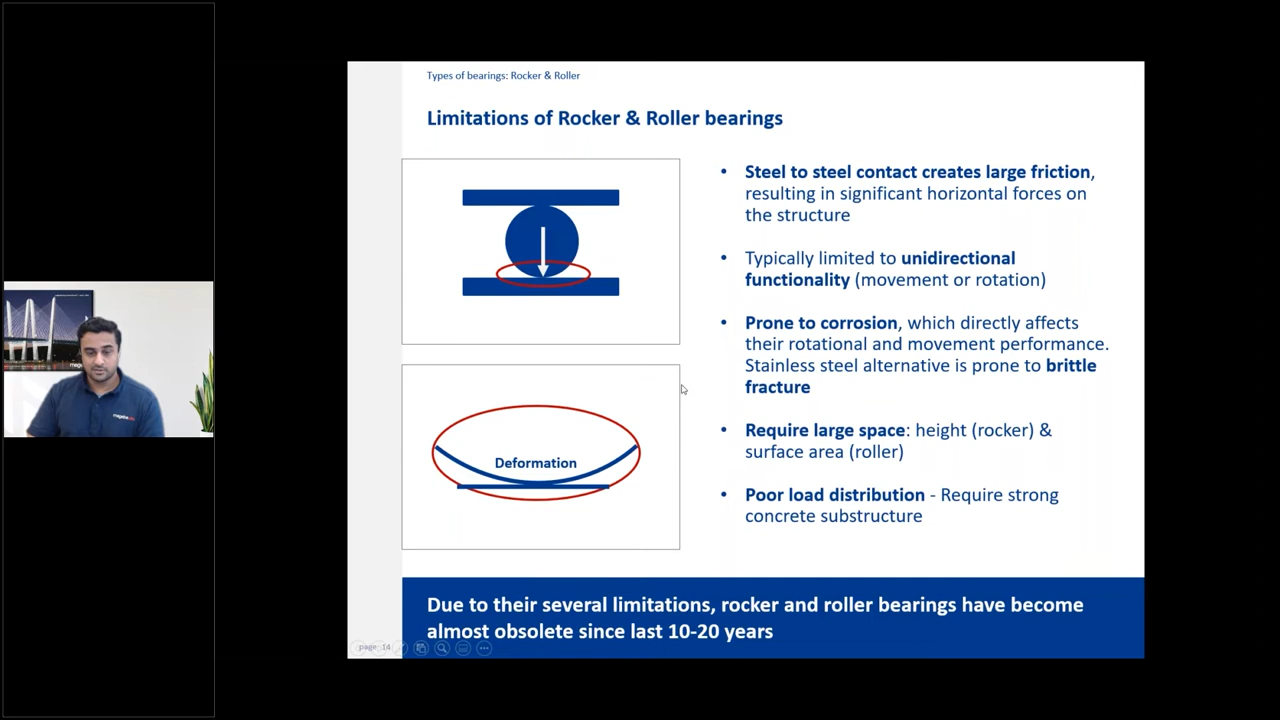 Types of bearings: Rocker & Roller
Limitations of Rocker & Roller bearings
Deformation
• Steel to steel contact creates large friction,
resulting in significant horizontal forces on
the structure
• Typically limited to unidirectional
functionality (movement or rotation)
• Prone to corrosion, which directly affects
their rotational and movement performance.
Stainless steel alternative is prone to brittle
fracture
• Require large space: height (rocker) &
surface area (roller)
• Poor load distribution - Require strong
concrete substructure
Due to their several limitations, rocker and roller bearings have become
almost obsolete since last 10-20 years
page 14